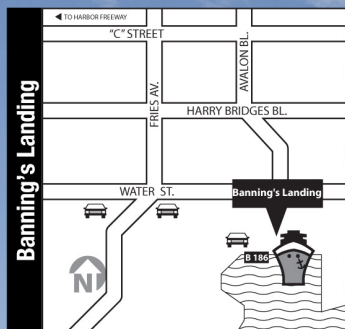 Banning's Landing
◄ TO HARBOR FREEWAY
"C" STREET
AVALON BL.
FRIES AV.
HARRY BRIDGES BL.
WATER ST.
Banning's Landing
B 186
N